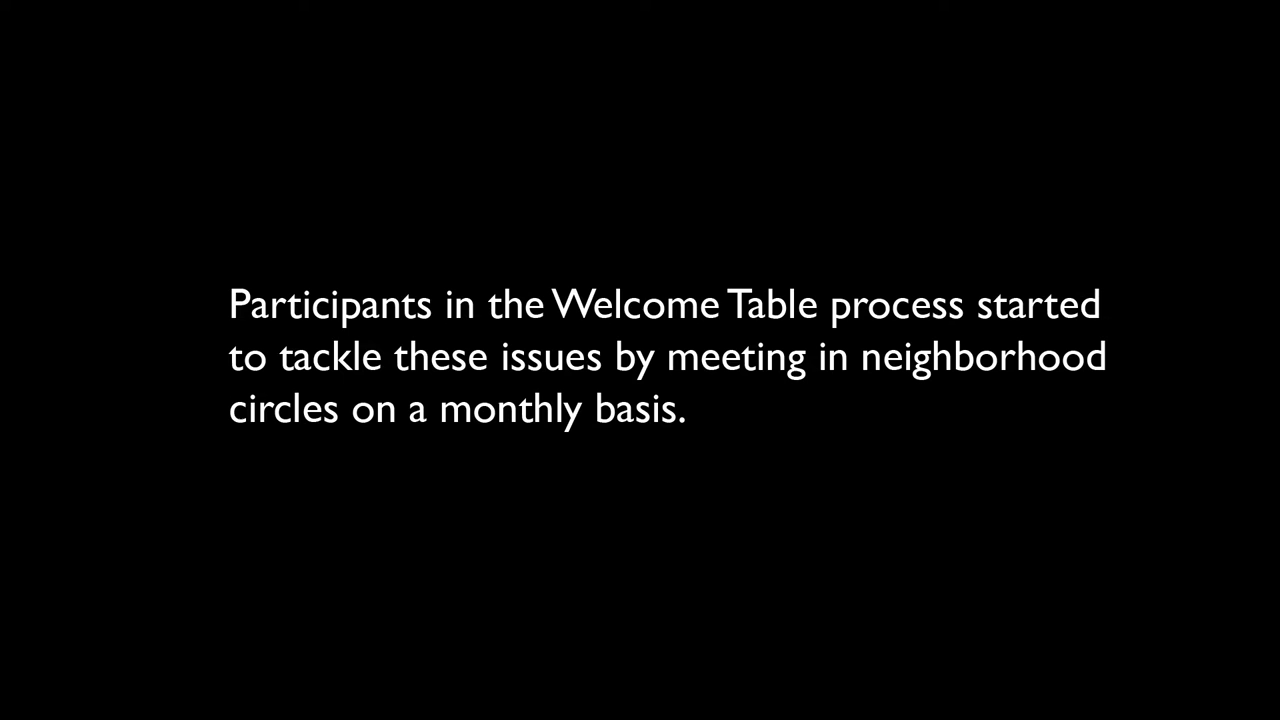 Participants in the Welcome Table process started
to tackle these issues by meeting in neighborhood
circles on a monthly basis.